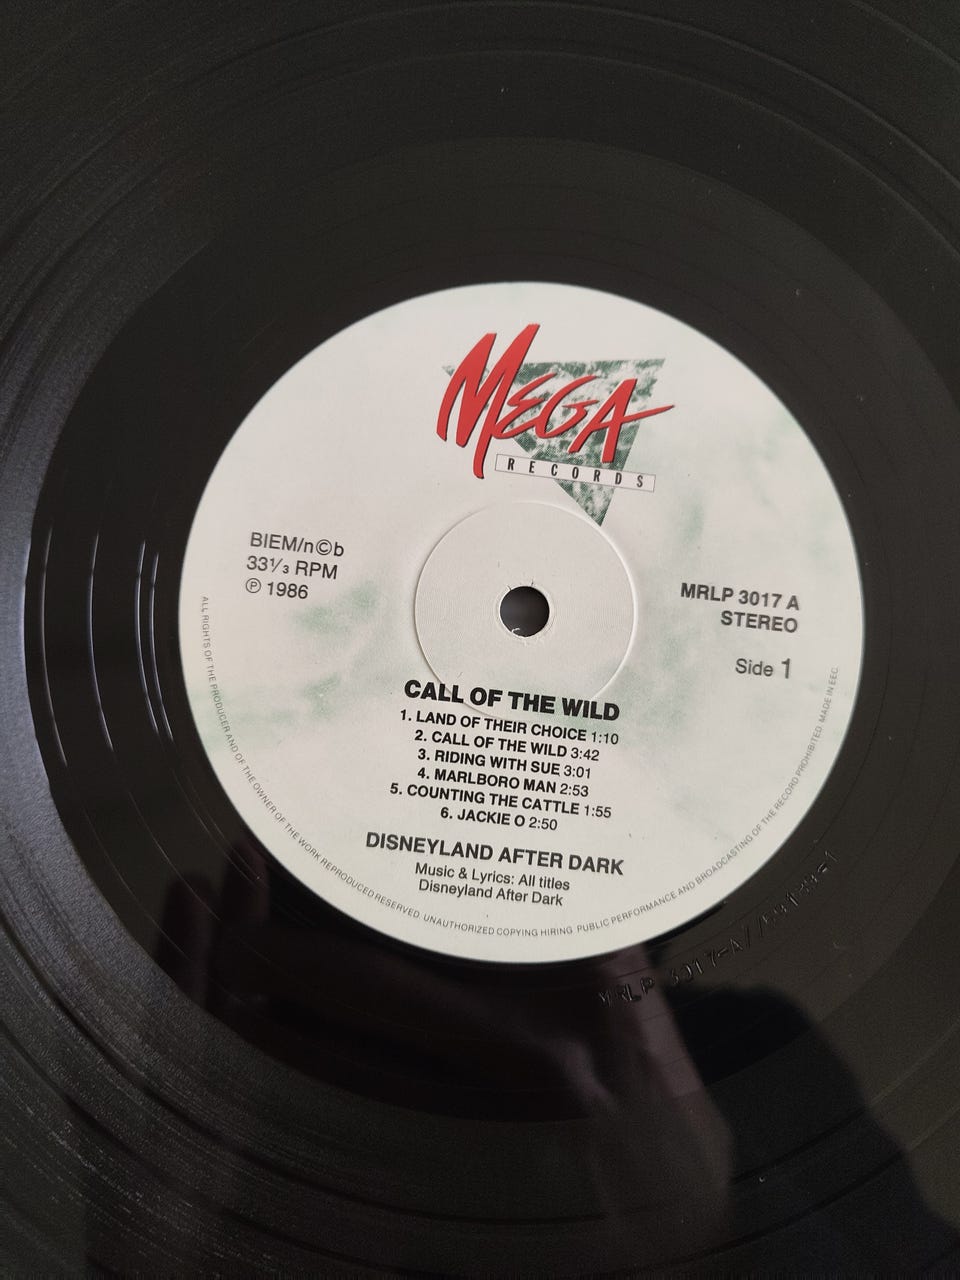 MEGA
RECORDS
BIEM/n©b
33⅓ RPM
℗ 1986
MRLP 3017 A
STEREO
Side 1
CALL OF THE WILD
1. LAND OF THEIR CHOICE 1:10
2. CALL OF THE WILD 3:42
3. RIDING WITH SUE 3:01
4. MARLBORO MAN 2:53
5. COUNTING THE CATTLE 1:55
6. JACKIE O 2:50
DISNEYLAND AFTER DARK
Music & Lyrics: All titles
Disneyland After Dark
ALL RIGHTS OF THE PRODUCER AND OF THE OWNER OF THE WORK REPRODUCED RESERVED. UNAUTHORIZED COPYING HIRING PUBLIC PERFORMANCE AND BROADCASTING OF THE RECORD PROHIBITED. MADE IN EEC.
MRLP 3017-A